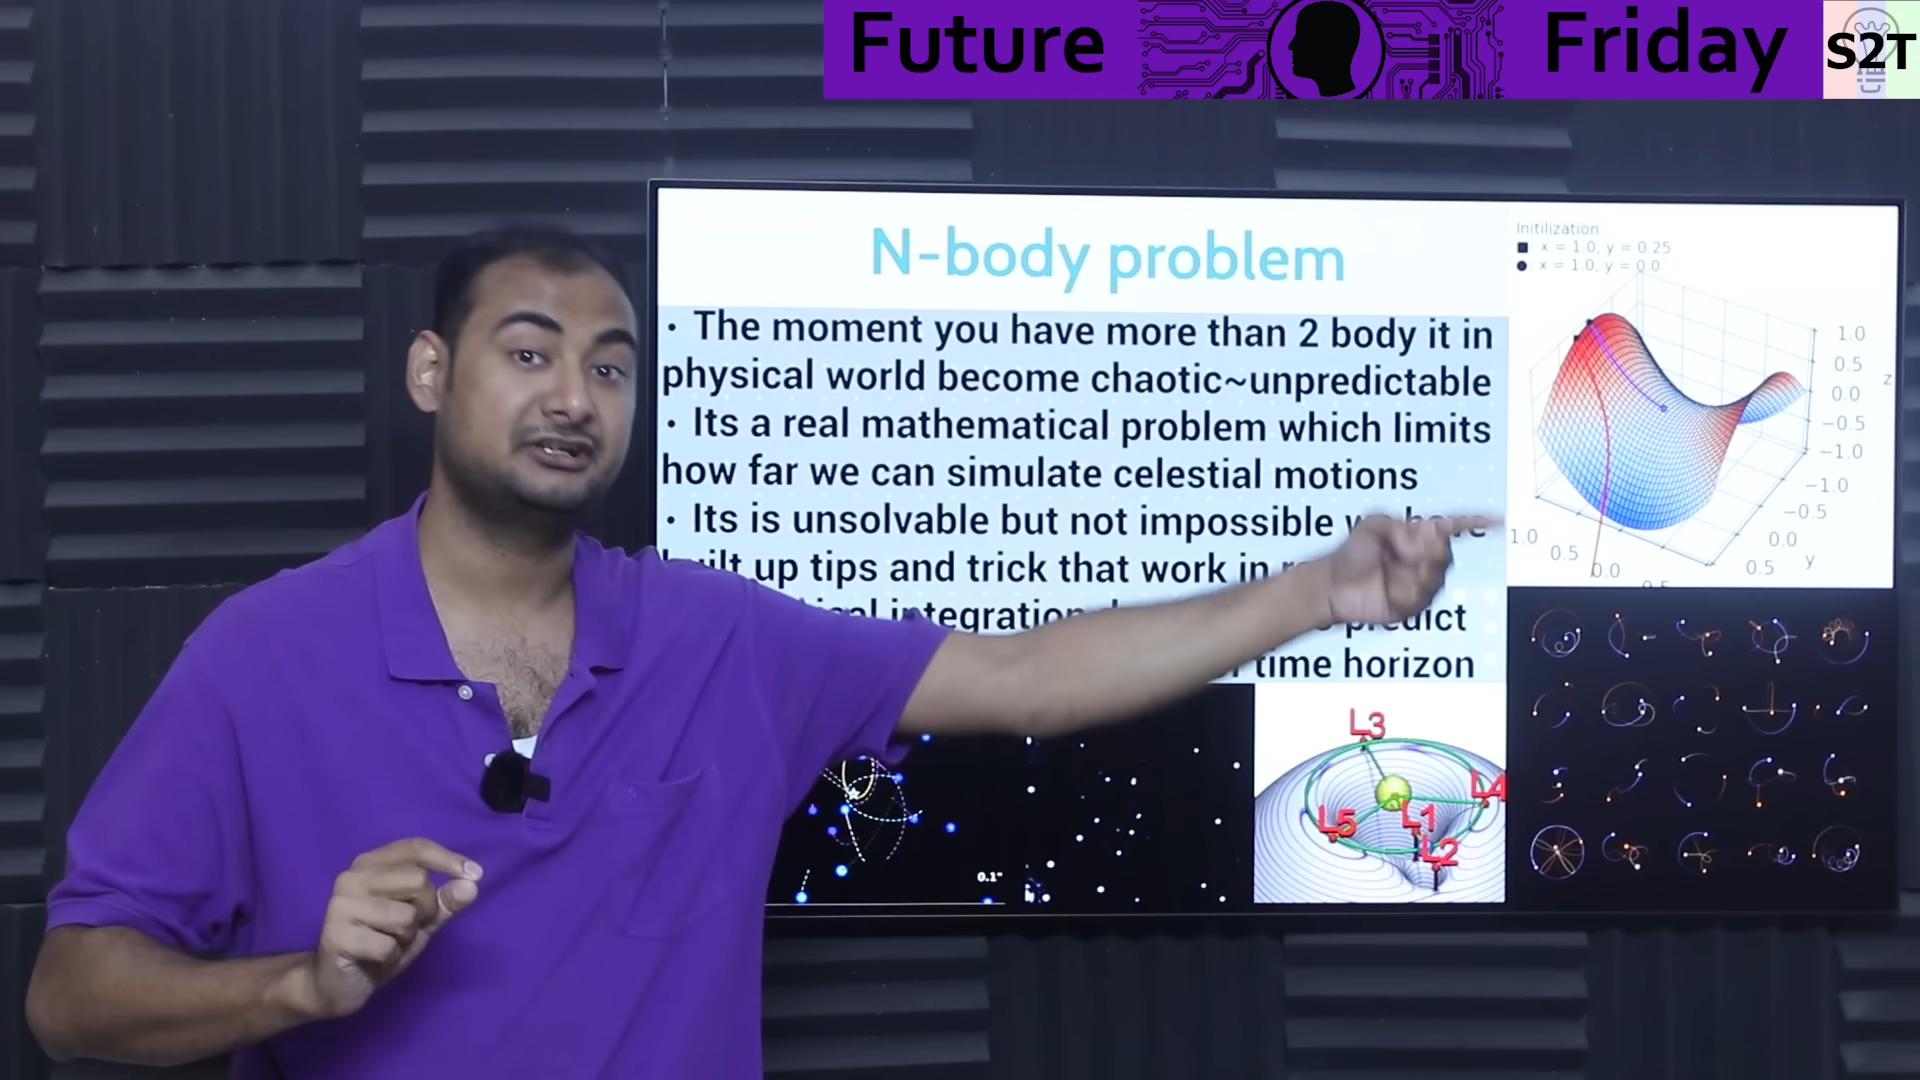 Future Friday S2T
N-body problem
• The moment you have more than 2 body it in
physical world become chaotic~unpredictable
• Its a real mathematical problem which limits
how far we can simulate celestial motions
• Its is unsolvable but not impossible we have
built up tips and trick that work in
integration predict
time horizon
Initilization
x = 1.0, y = 0.25
x = 1.0, y = 0.0
1.0
0.5
0.0
−0.5
−1.0
z
−1.0
−0.5
0.0
0.5
y
1.0
0.5
0.0
L3
L4
L5
L1
L2
0.1"